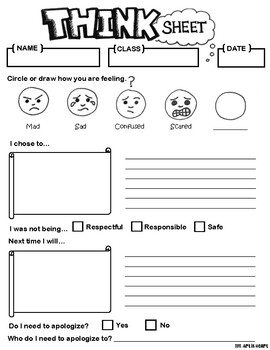 THINK SHEET
NAME CLASS DATE
Circle or draw how you are feeling.
?
Mad Sad Confused Scared
I chose to...
I was not being... Respectful Responsible Safe
Next time I will...
Do I need to apologize? Yes No
Who do I need to apologize to?